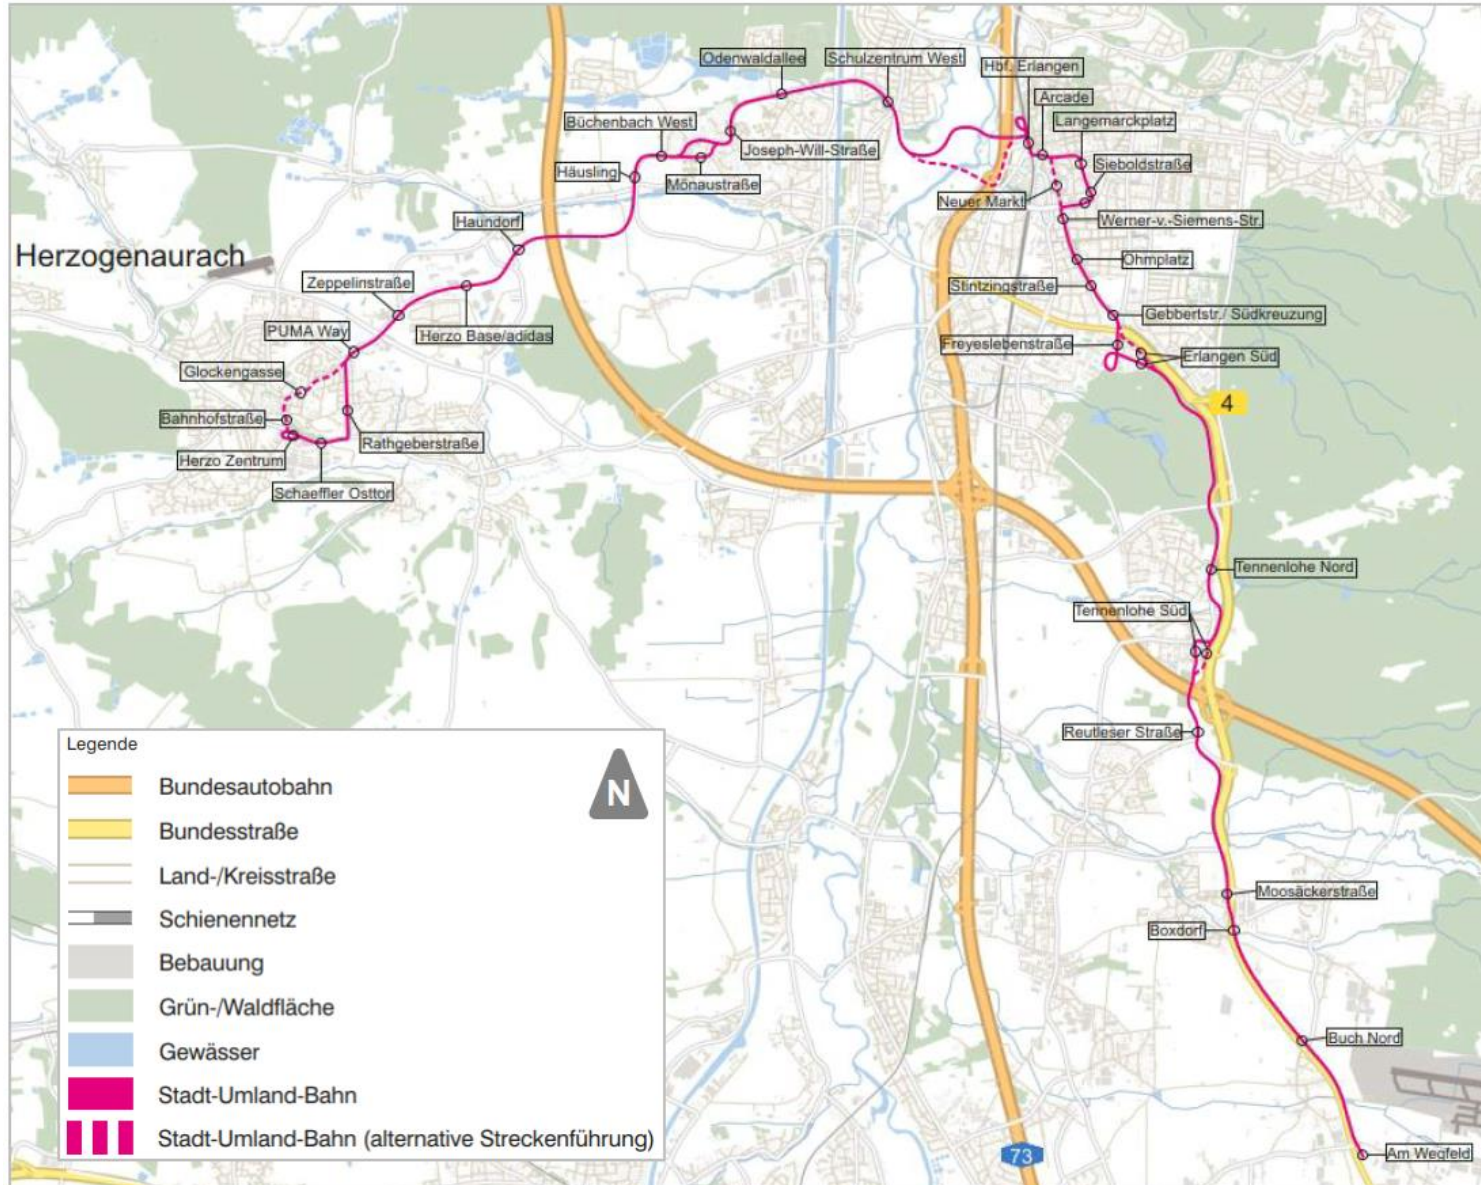 Odenwaldallee
Schulzentrum West
Hbf. Erlangen
Arcade
Langemarckplatz
Büchenbach West
Joseph-Will-Straße
Sieboldstraße
Häusling
Mönaustraße
Neuer Markt
Werner-v.-Siemens-Str.
Haundorf
Herzogenaurach
Ohmplatz
Zeppelinstraße
Stintzingstraße
Gebbertstr./ Südkreuzung
PUMA Way
Herzo Base/adidas
Freyeslebenstraße
Erlangen Süd
Glockengasse
4
Bahnhofstraße
Rathgeberstraße
Herzo Zentrum
Schaeffler Osttor
Tennenlohe Nord
Tennenlohe Süd
Reutleser Straße
Legende
N
Bundesautobahn
Bundesstraße
Land-/Kreisstraße
Schienennetz
Bebauung
Grün-/Waldfläche
Gewässer
Stadt-Umland-Bahn
Stadt-Umland-Bahn (alternative Streckenführung)
Moosäckerstraße
Boxdorf
Buch Nord
73
Am Wegfeld